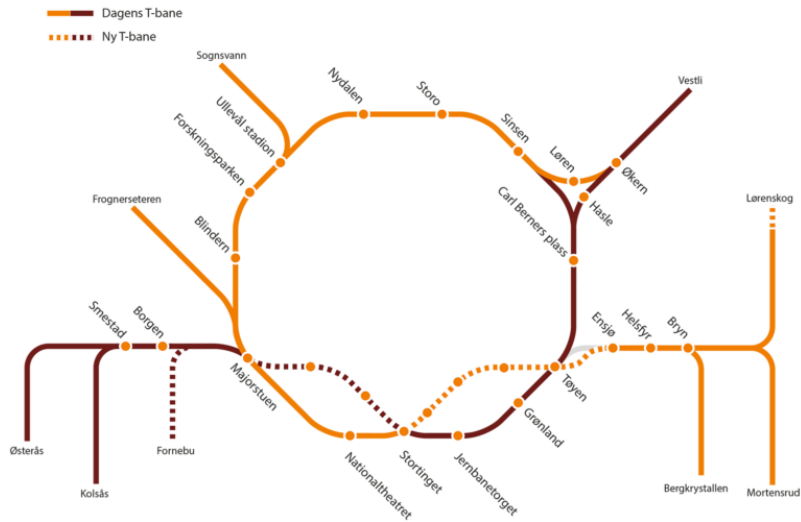 Dagens T-bane
Ny T-bane
Sognsvann
Nydalen
Storo
Vestli
Ullevål stadion
Sinsen
Løren
Forskningsparken
Økern
Hasle
Frognerseteren
Carl Berners plass
Lørenskog
Blindern
Smestad
Borgen
Ensjø
Helsfyr
Bryn
Majorstuen
Tøyen
Grønland
Østerås
Fornebu
Kolsås
Nationaltheatret
Stortinget
Jernbanetorget
Bergkrystallen
Mortensrud